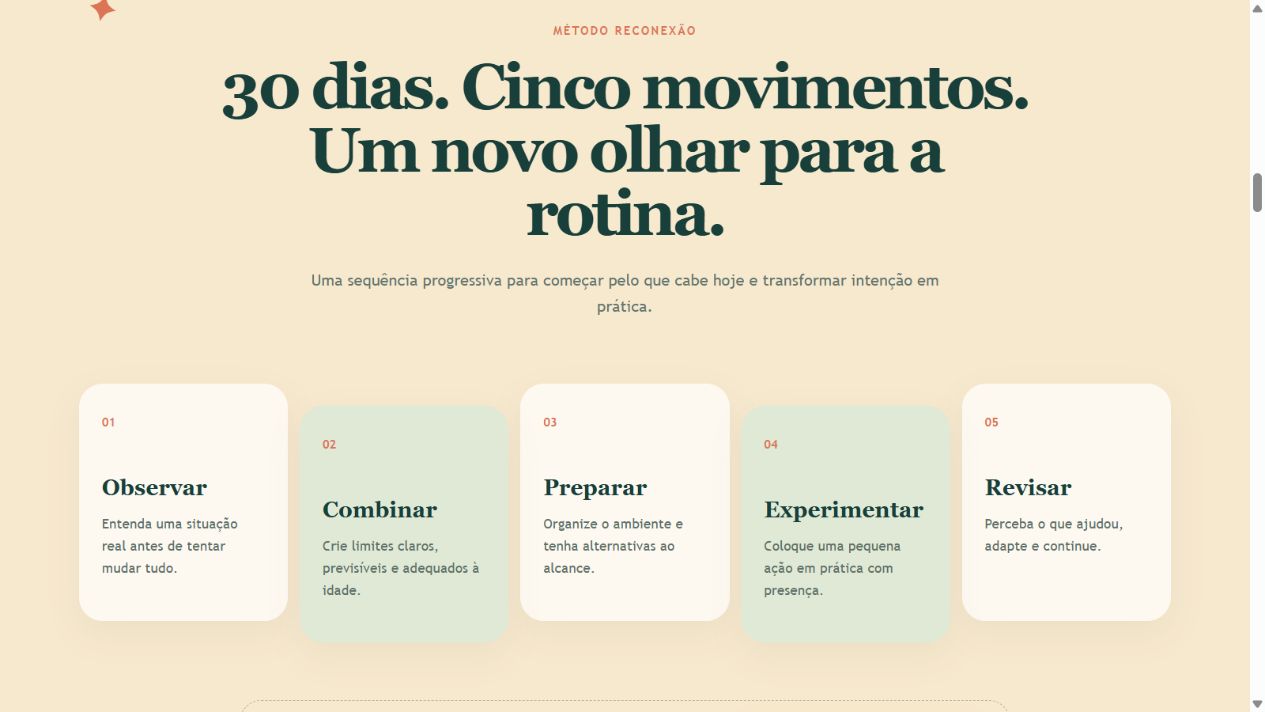 MÉTODO RECONEXÃO
30 dias. Cinco movimentos.
Um novo olhar para a
rotina.
Uma sequência progressiva para começar pelo que cabe hoje e transformar intenção em
prática.
01
Observar
Entenda uma situação
real antes de tentar
mudar tudo.
02
Combinar
Crie limites claros,
previsíveis e adequados à
idade.
03
Preparar
Organize o ambiente e
tenha alternativas ao
alcance.
04
Experimentar
Coloque uma pequena
ação em prática com
presença.
05
Revisar
Perceba o que ajudou,
adapte e continue.